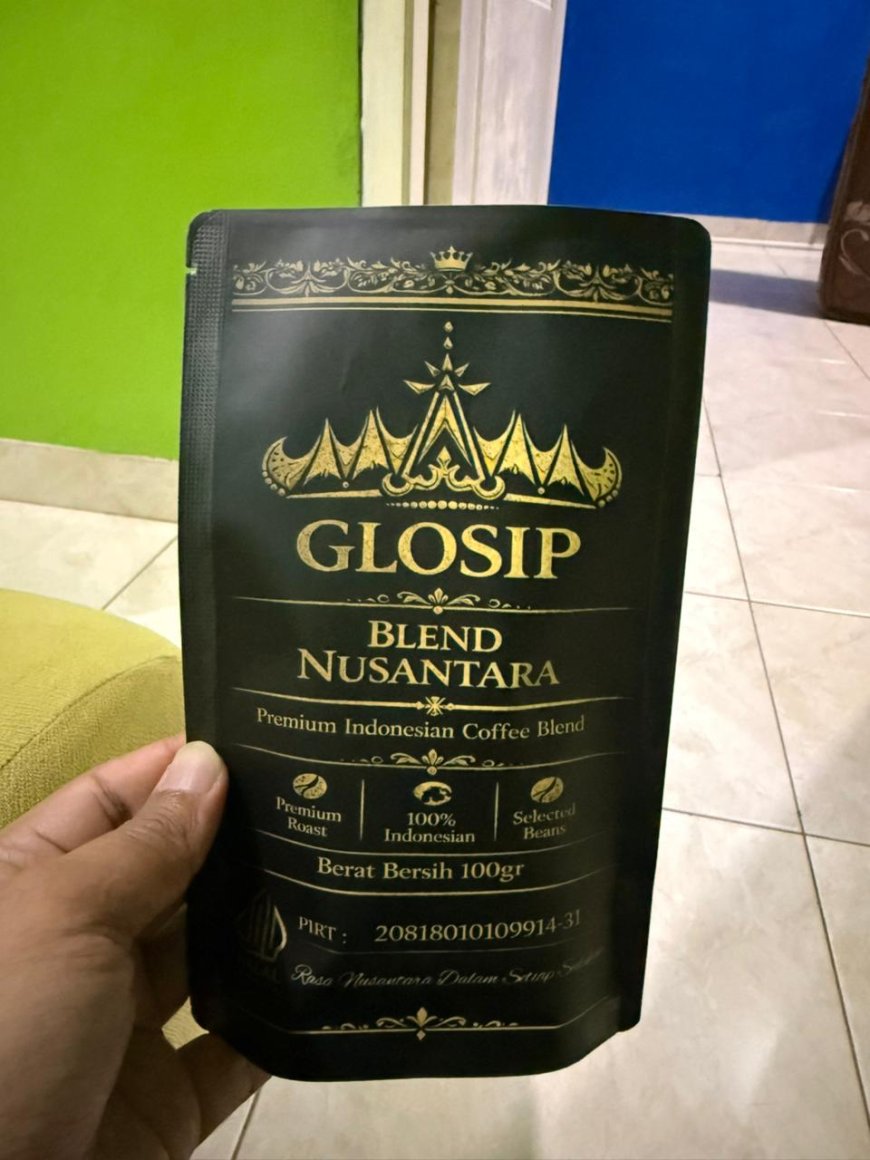 GLOSIP
BLEND
NUSANTARA
Premium Indonesian Coffee Blend
Premium
Roast
100%
Indonesian
Selected
Beans
Berat Bersih 100gr
PIRT : 20818010109914-31
HALAL
Rasa Nusantara Dalam Setiap